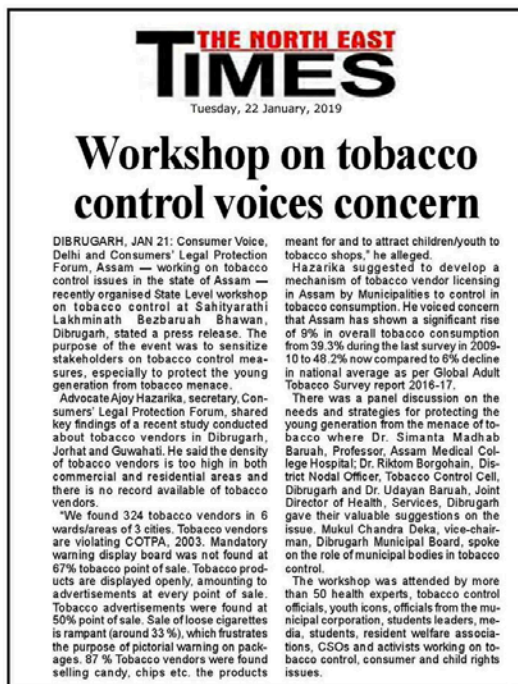 THE NORTH EAST
TIMES
Tuesday, 22 January, 2019
Workshop on tobacco
control voices concern
DIBRUGARH, JAN 21: Consumer Voice,
Delhi and Consumers' Legal Protection
Forum, Assam — working on tobacco
control issues in the state of Assam —
recently organised State Level workshop
on tobacco control at Sahityarathi
Lakhminath Bezbaruah Bhawan,
Dibrugarh, stated a press release. The
purpose of the event was to sensitize
stakeholders on tobacco control mea-
sures, especially to protect the young
generation from tobacco menace.
Advocate Ajoy Hazarika, secretary, Con-
sumers' Legal Protection Forum, shared
key findings of a recent study conducted
about tobacco vendors in Dibrugarh,
Jorhat and Guwahati. He said the density
of tobacco vendors is too high in both
commercial and residential areas and
there is no record available of tobacco
vendors.
"We found 324 tobacco vendors in 6
wards/areas of 3 cities. Tobacco vendors
are violating COTPA, 2003. Mandatory
warning display board was not found at
67% tobacco point of sale. Tobacco prod-
ucts are displayed openly, amounting to
advertisements at every point of sale.
Tobacco advertisements were found at
50% point of sale. Sale of loose cigarettes
is rampant (around 33 %), which frustrates
the purpose of pictorial warning on pack-
ages. 87 % Tobacco vendors were found
selling candy, chips etc. the products
meant for and to attract children/youth to
tobacco shops," he alleged.
Hazarika suggested to develop a
mechanism of tobacco vendor licensing
in Assam by Municipalities to control in
tobacco consumption. He voiced concern
that Assam has shown a significant rise
of 9% in overall tobacco consumption
from 39.3% during the last survey in 2009-
10 to 48.2% now compared to 6% decline
in national average as per Global Adult
Tobacco Survey report 2016-17.
There was a panel discussion on the
needs and strategies for protecting the
young generation from the menace of to-
bacco where Dr. Simanta Madhab
Baruah, Professor, Assam Medical Col-
lege Hospital; Dr. Riktom Borgohain, Dis-
trict Nodal Officer, Tobacco Control Cell,
Dibrugarh and Dr. Udayan Baruah, Joint
Director of Health, Services, Dibrugarh
gave their valuable suggestions on the
issue. Mukul Chandra Deka, vice-chair-
man, Dibrugarh Municipal Board, spoke
on the role of municipal bodies in tobacco
control.
The workshop was attended by more
than 50 health experts, tobacco control
officials, youth icons, officials from the mu-
nicipal corporation, students leaders, me-
dia, students, resident welfare associa-
tions, CSOs and activists working on to-
bacco control, consumer and child rights
issues.